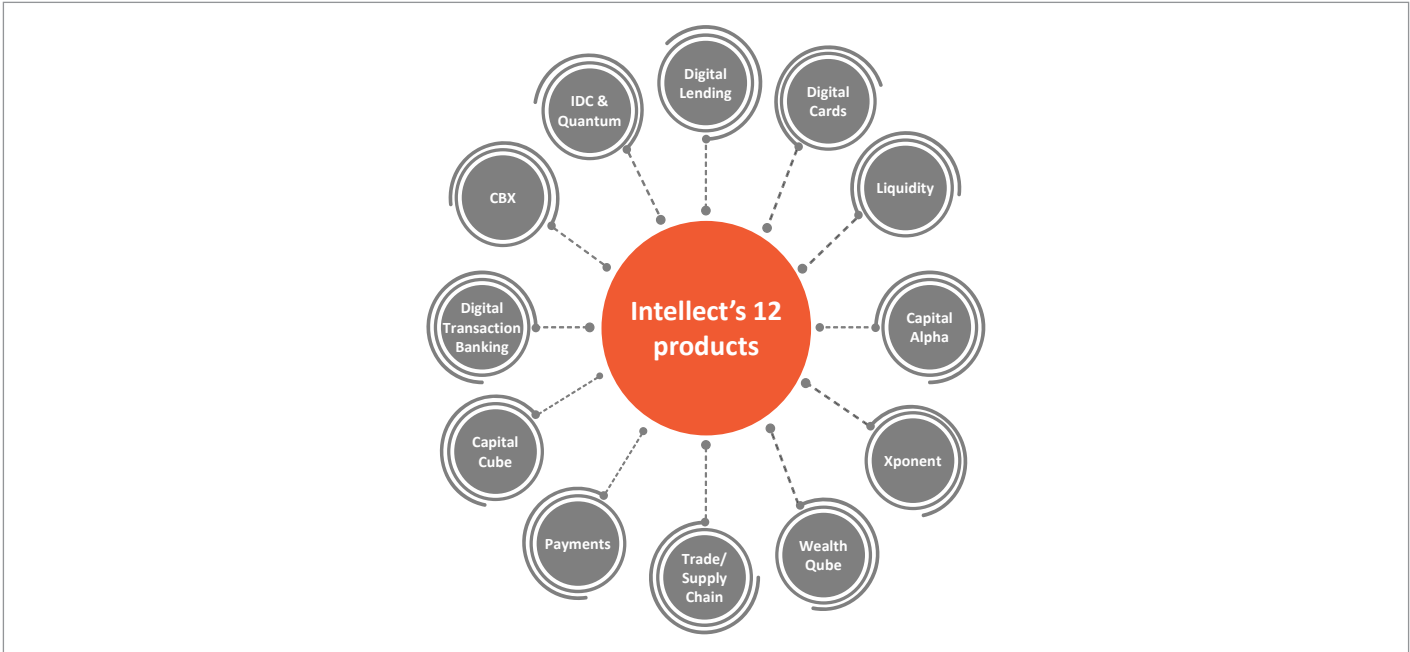 Digital
Lending
Digital
Cards
IDC &
Quantum
Liquidity
CBX
Intellect’s 12
products
Digital
Transaction
Banking
Capital
Alpha
Capital
Cube
Xponent
Payments
Wealth
Qube
Trade/
Supply
Chain